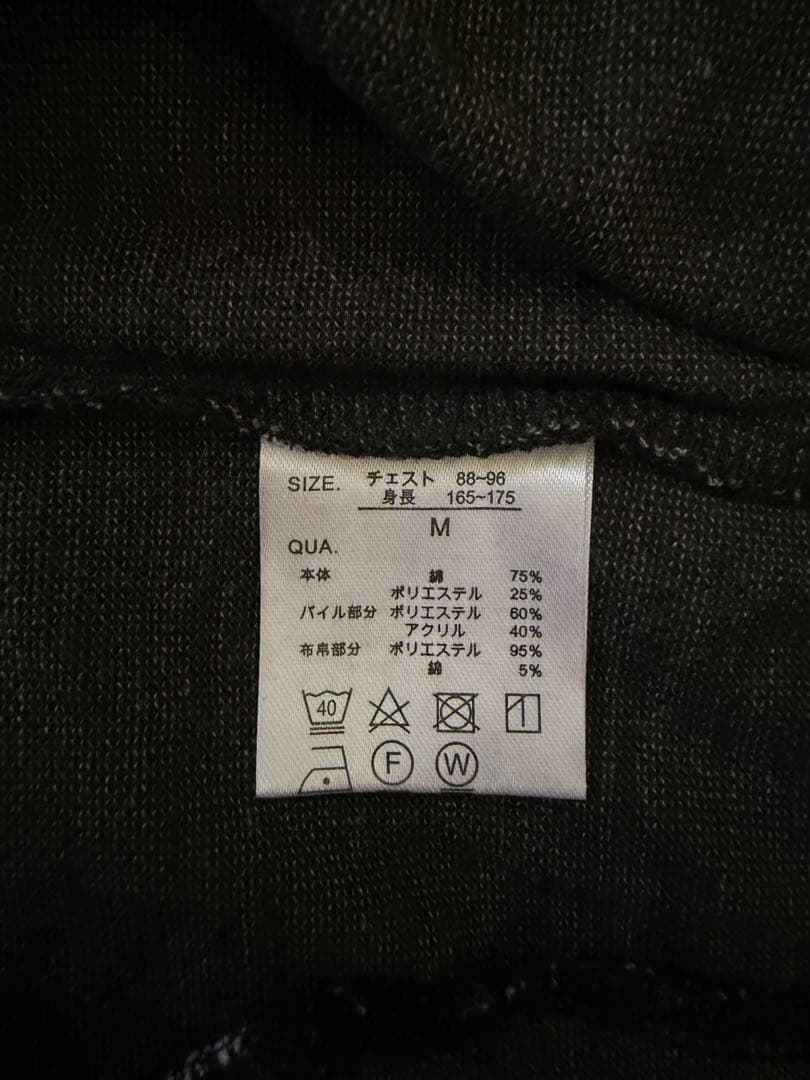 SIZE. チェスト 88~96
身長 165~175
M
QUA.
本体 綿 75%
ポリエステル 25%
パイル部分 ポリエステル 60%
アクリル 40%
布帛部分 ポリエステル 95%
綿 5%
40
F W